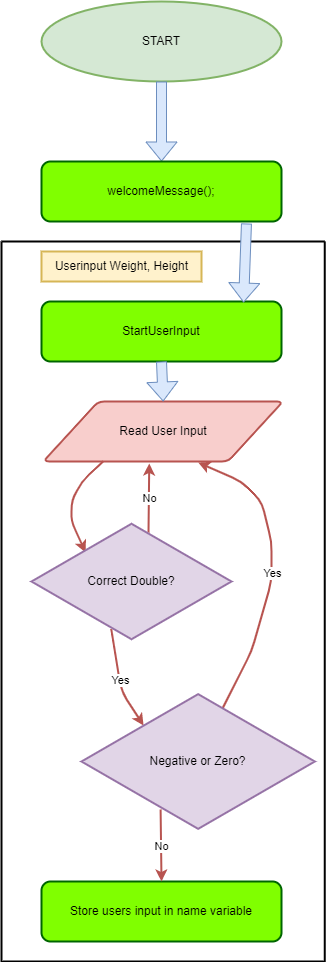 START
welcomeMessage();
Userinput Weight, Height
StartUserInput
Read User Input
No
Correct Double?
Yes
Yes
Negative or Zero?
No
Store users input in name variable